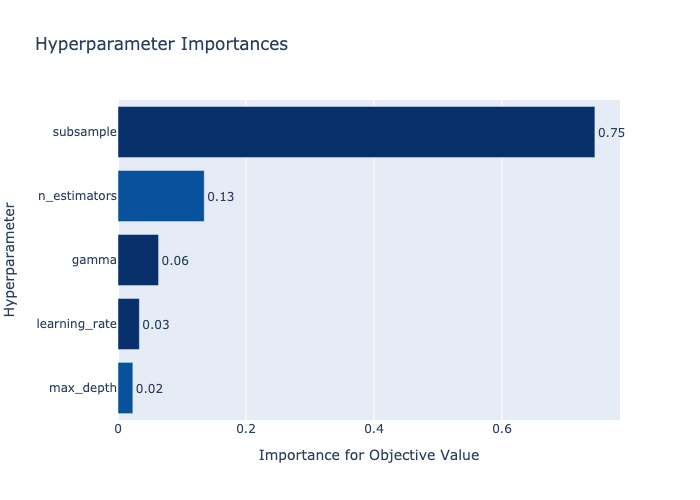 Hyperparameter Importances
Hyperparameter
subsample 0.75
n_estimators 0.13
gamma 0.06
learning_rate 0.03
max_depth 0.02
0 0.2 0.4 0.6
Importance for Objective Value